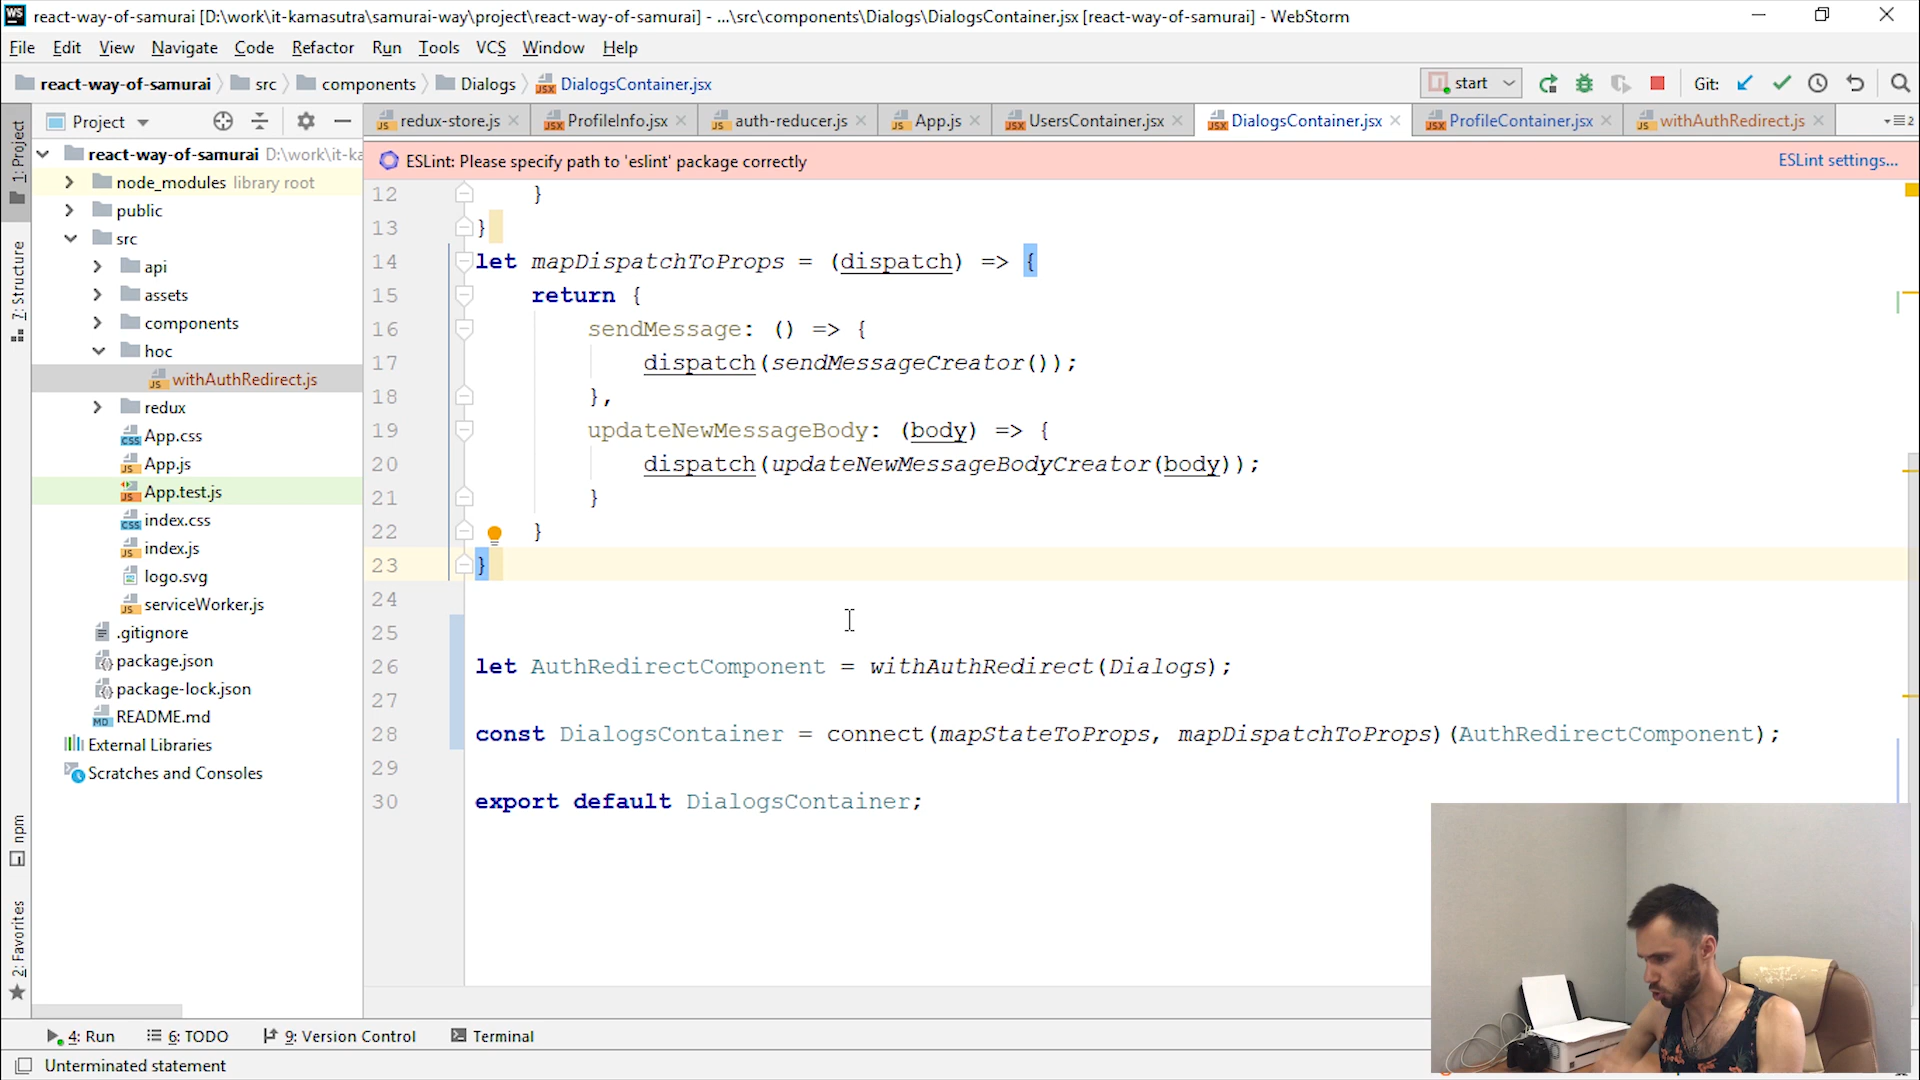 react-way-of-samurai [D:\work\it-kamasutra\samurai-way\project\react-way-of-samurai] - ...\src\components\Dialogs\DialogsContainer.jsx [react-way-of-samurai] - WebStorm
File Edit View Navigate Code Refactor Run Tools VCS Window Help
react-way-of-samurai src components Dialogs DialogsContainer.jsx start Git:
Project redux-store.js ProfileInfo.jsx auth-reducer.js App.js UsersContainer.jsx DialogsContainer.jsx ProfileContainer.jsx withAuthRedirect.js
ESLint: Please specify path to 'eslint' package correctly ESLint settings...
1: Project
7: Structure
npm
2: Favorites
react-way-of-samurai D:\work\it-ka
node_modules library root
public
src
api
assets
components
hoc
withAuthRedirect.js
redux
App.css
App.js
App.test.js
index.css
index.js
logo.svg
serviceWorker.js
.gitignore
package.json
package-lock.json
README.md
External Libraries
Scratches and Consoles
12 }
13 }
14 let mapDispatchToProps = (dispatch) => {
15 return {
16 sendMessage: () => {
17 dispatch(sendMessageCreator());
18 },
19 updateNewMessageBody: (body) => {
20 dispatch(updateNewMessageBodyCreator(body));
21 }
22 }
23 }
24
25
26 let AuthRedirectComponent = withAuthRedirect(Dialogs);
27
28 const DialogsContainer = connect(mapStateToProps, mapDispatchToProps)(AuthRedirectComponent);
29
30 export default DialogsContainer;
4: Run 6: TODO 9: Version Control Terminal
Unterminated statement